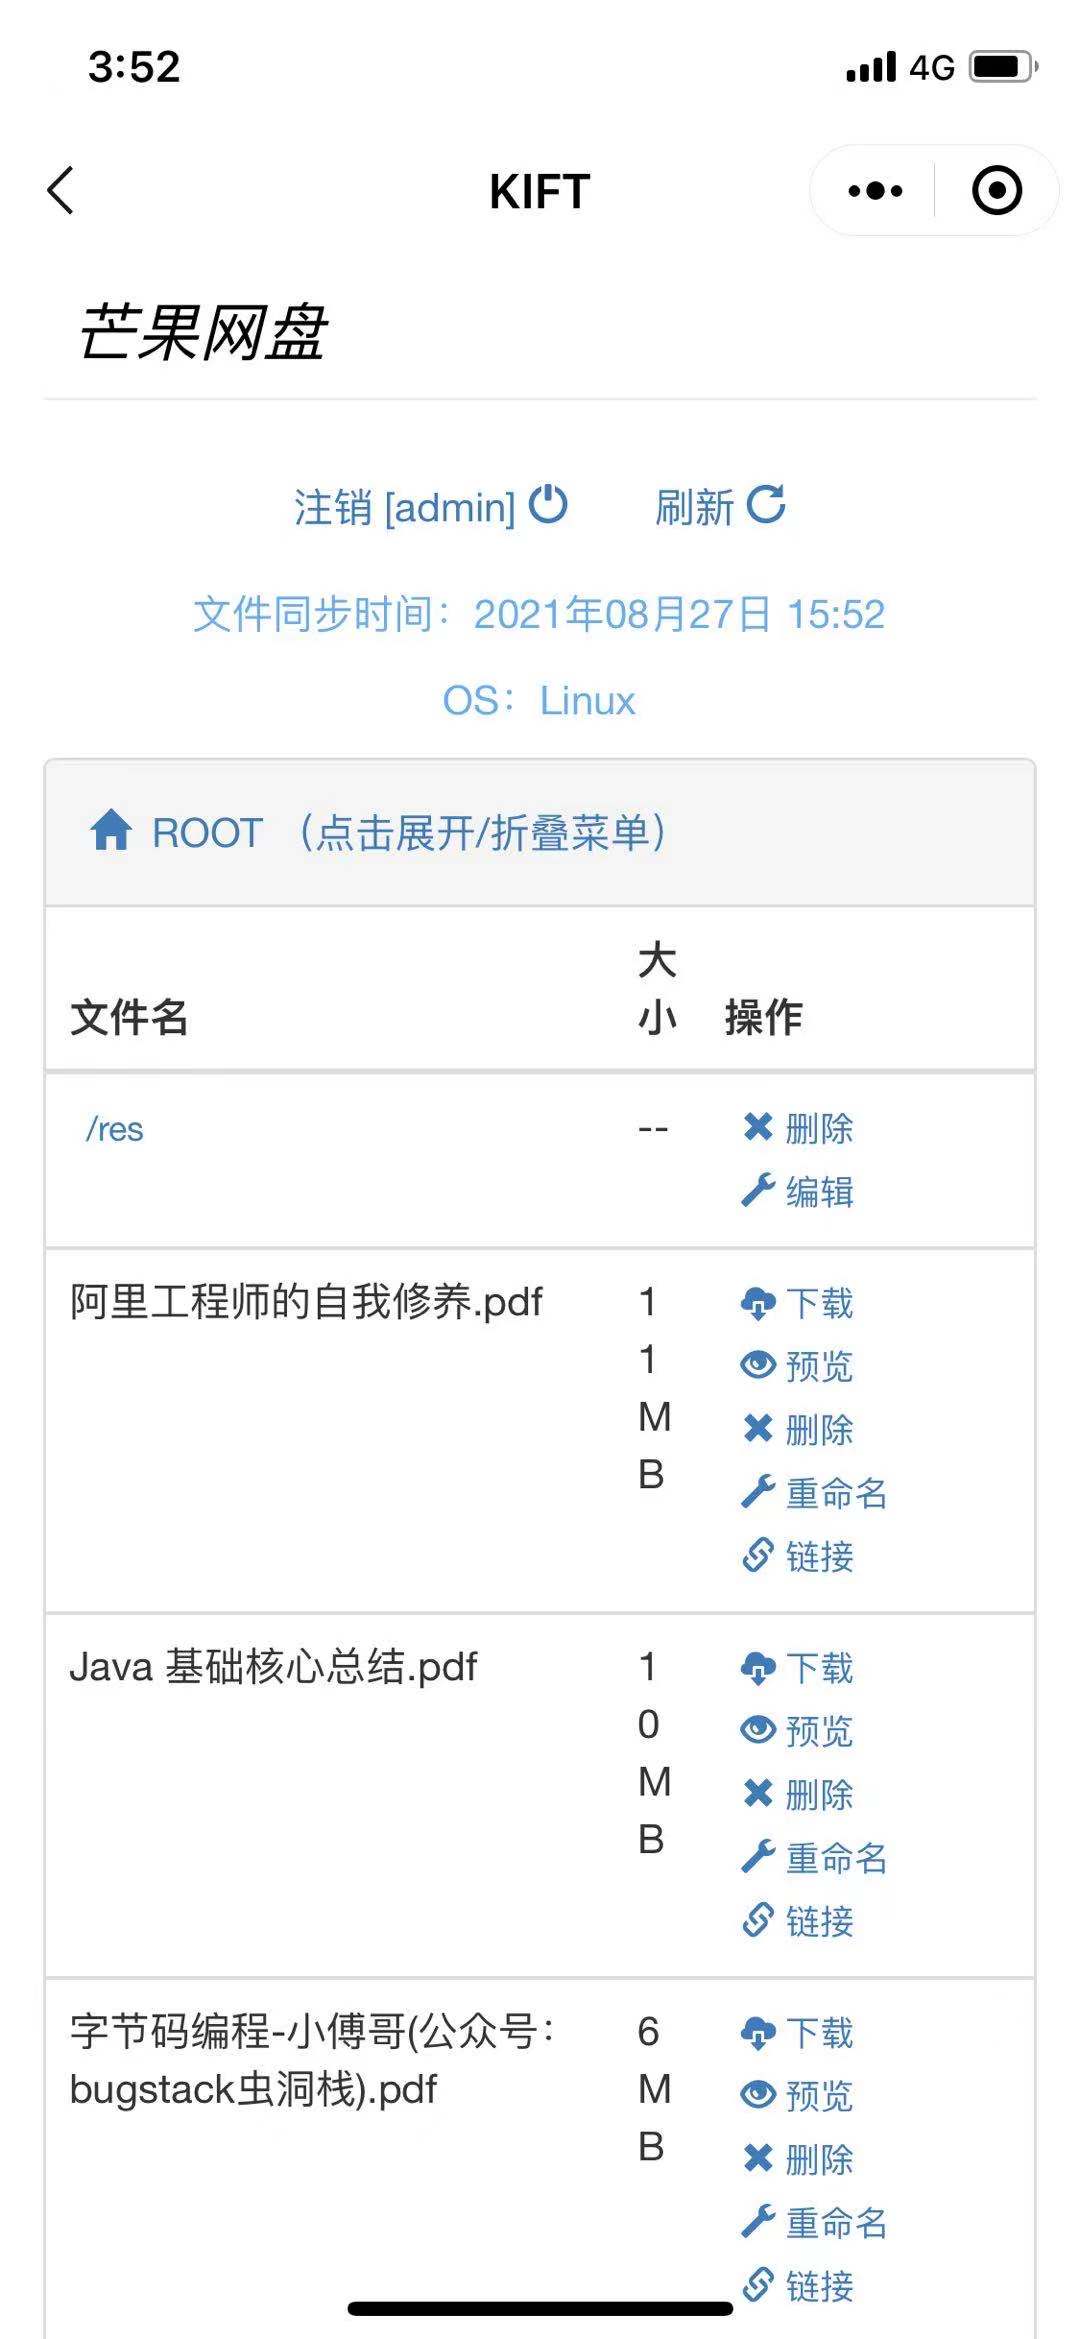 3:52
4G
KIFT
芒果网盘
注销 [admin] 刷新
文件同步时间：2021年08月27日 15:52
OS：Linux
ROOT （点击展开/折叠菜单）
文件名 大小 操作
/res -- 删除
编辑
阿里工程师的自我修养.pdf 11MB 下载
预览
删除
重命名
链接
Java 基础核心总结.pdf 10MB 下载
预览
删除
重命名
链接
字节码编程-小傅哥(公众号：
bugstack虫洞栈).pdf 6MB 下载
预览
删除
重命名
链接